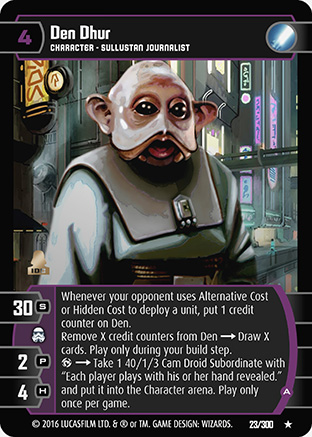 4 Den Dhur
CHARACTER - SULLUSTAN JOURNALIST
30 S
2 P
4 H
Whenever your opponent uses Alternative Cost
or Hidden Cost to deploy a unit, put 1 credit
counter on Den.
Remove X credit counters from Den → Draw X
cards. Play only during your build step.
→ Take 1 40/1/3 Cam Droid Subordinate with
"Each player plays with his or her hand revealed."
and put it into the Character arena. Play only
once per game.
A
© 2016 LUCASFILM LTD. & ® or TM. GAME DESIGN: WIZARDS.
23/300 ★